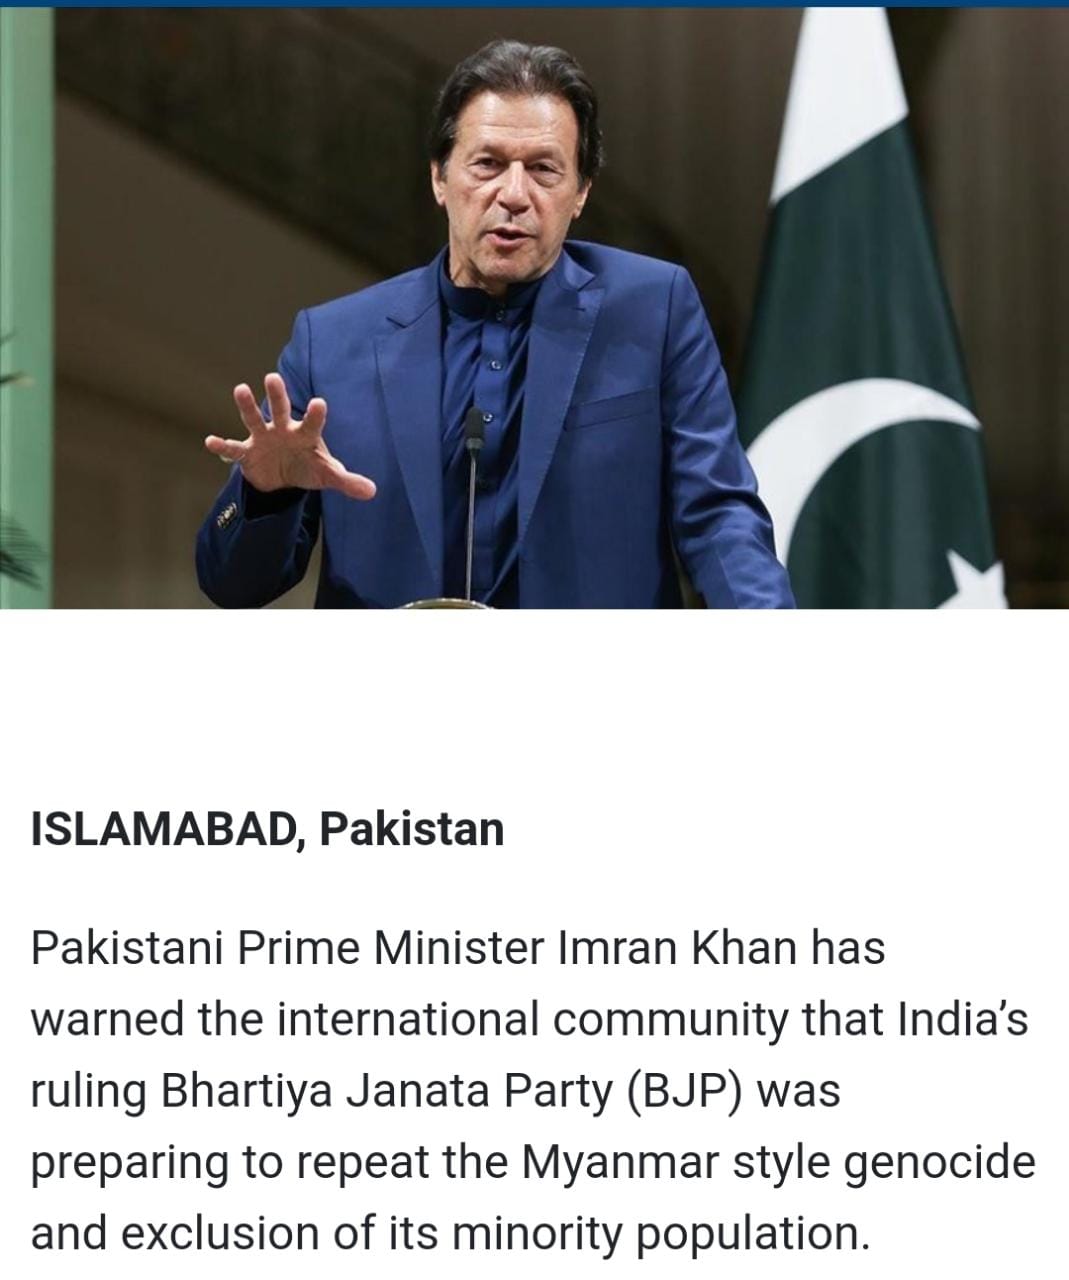 ISLAMABAD, Pakistan
Pakistani Prime Minister Imran Khan has
warned the international community that India’s
ruling Bhartiya Janata Party (BJP) was
preparing to repeat the Myanmar style genocide
and exclusion of its minority population.